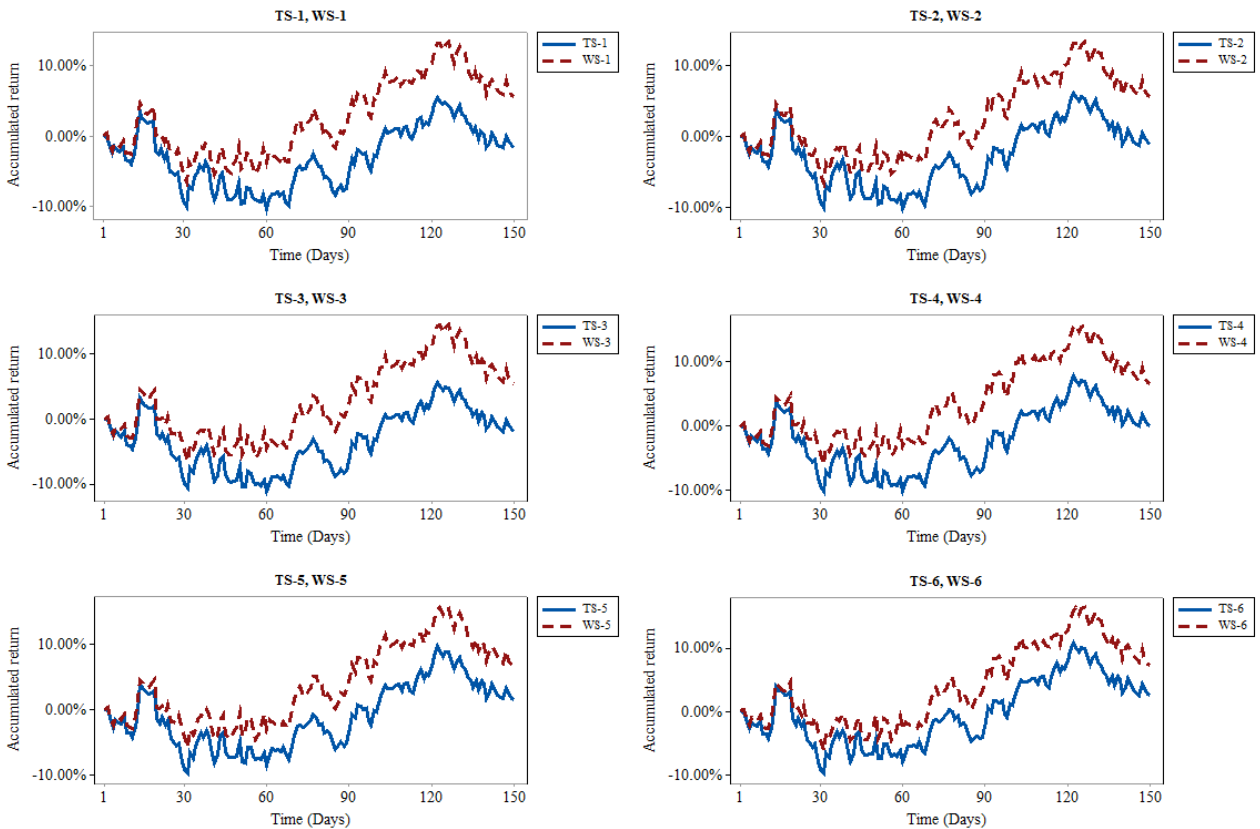 TS-1, WS-1
TS-1
WS-1
10.00%
0.00%
-10.00%
Accumulated return
1 30 60 90 120 150
Time (Days)
TS-2, WS-2
TS-2
WS-2
10.00%
0.00%
-10.00%
Accumulated return
1 30 60 90 120 150
Time (Days)
TS-3, WS-3
TS-3
WS-3
10.00%
0.00%
-10.00%
Accumulated return
1 30 60 90 120 150
Time (Days)
TS-4, WS-4
TS-4
WS-4
10.00%
0.00%
-10.00%
Accumulated return
1 30 60 90 120 150
Time (Days)
TS-5, WS-5
TS-5
WS-5
10.00%
0.00%
-10.00%
Accumulated return
1 30 60 90 120 150
Time (Days)
TS-6, WS-6
TS-6
WS-6
10.00%
0.00%
-10.00%
Accumulated return
1 30 60 90 120 150
Time (Days)